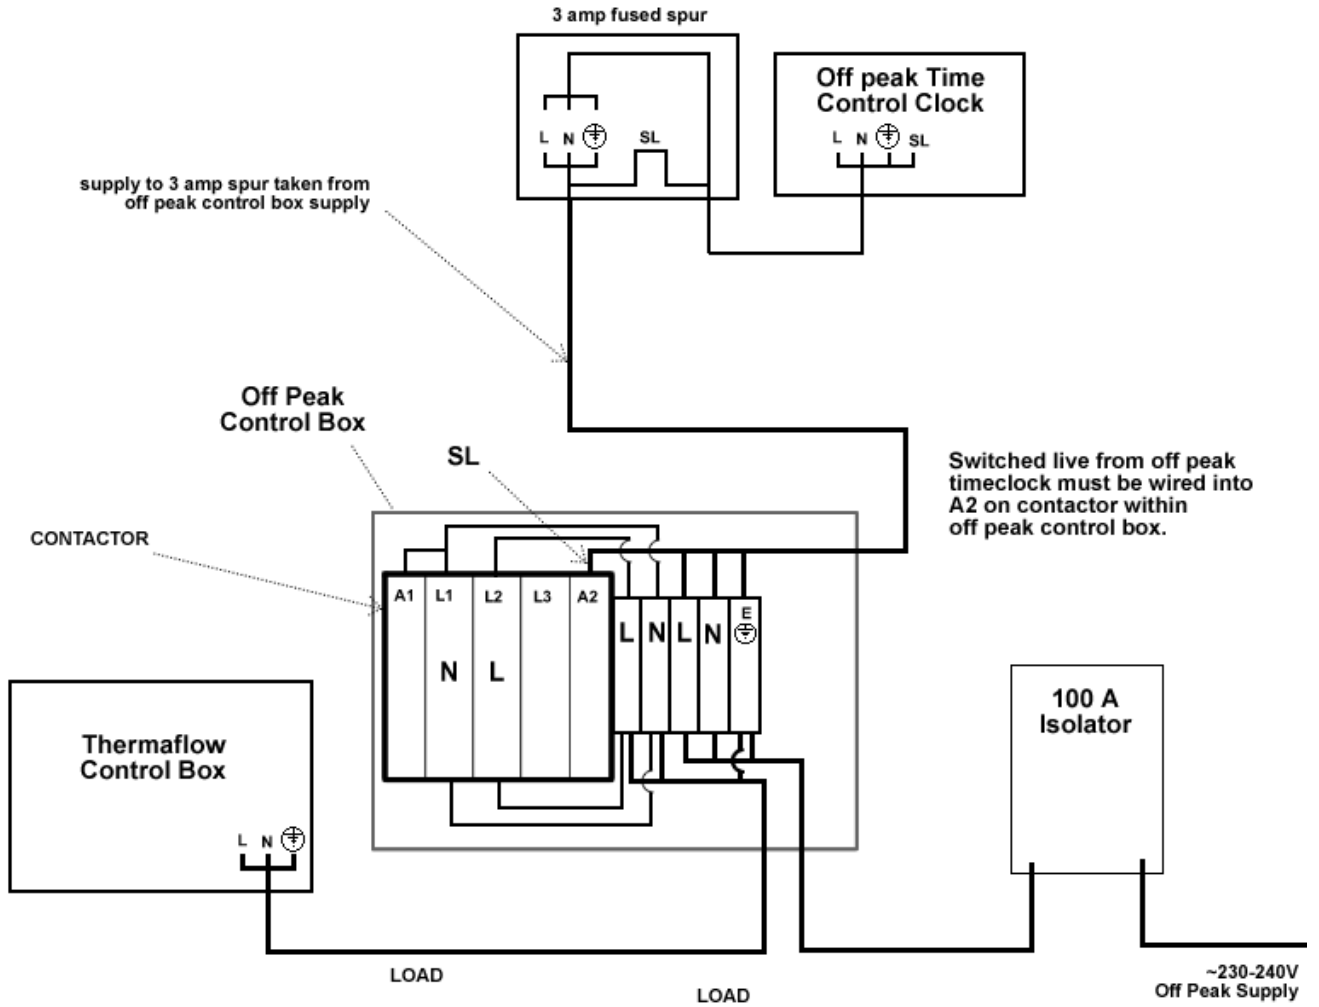 3 amp fused spur
L N SL
Off peak Time
Control Clock
L N SL
supply to 3 amp spur taken from
off peak control box supply
Off Peak
Control Box
SL
Switched live from off peak
timeclock must be wired into
A2 on contactor within
off peak control box.
CONTACTOR
A1 L1 L2 L3 A2
N L
L N L N E
100 A
Isolator
Thermaflow
Control Box
L N
LOAD
LOAD
~230-240V
Off Peak Supply